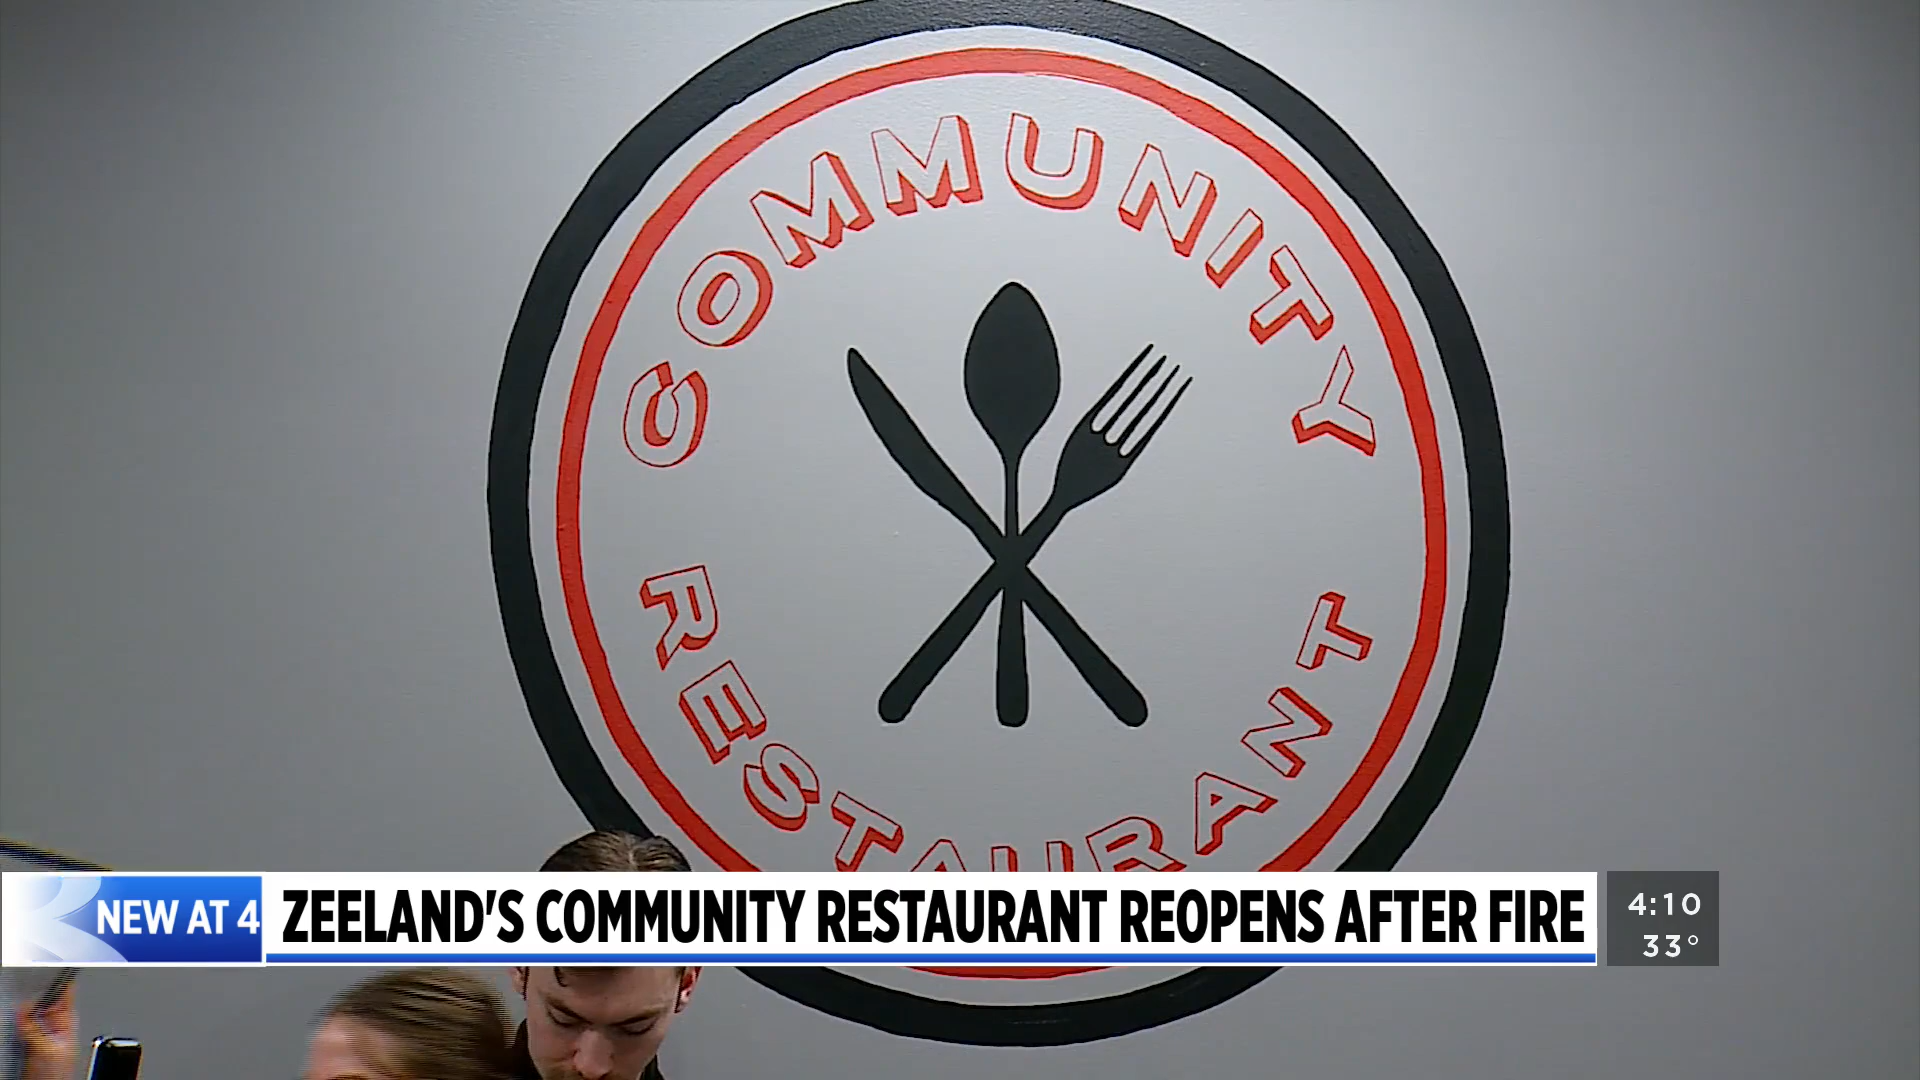 COMMUNITY
RESTAURANT
NEW AT 4
ZEELAND'S COMMUNITY RESTAURANT REOPENS AFTER FIRE
4:10
33°